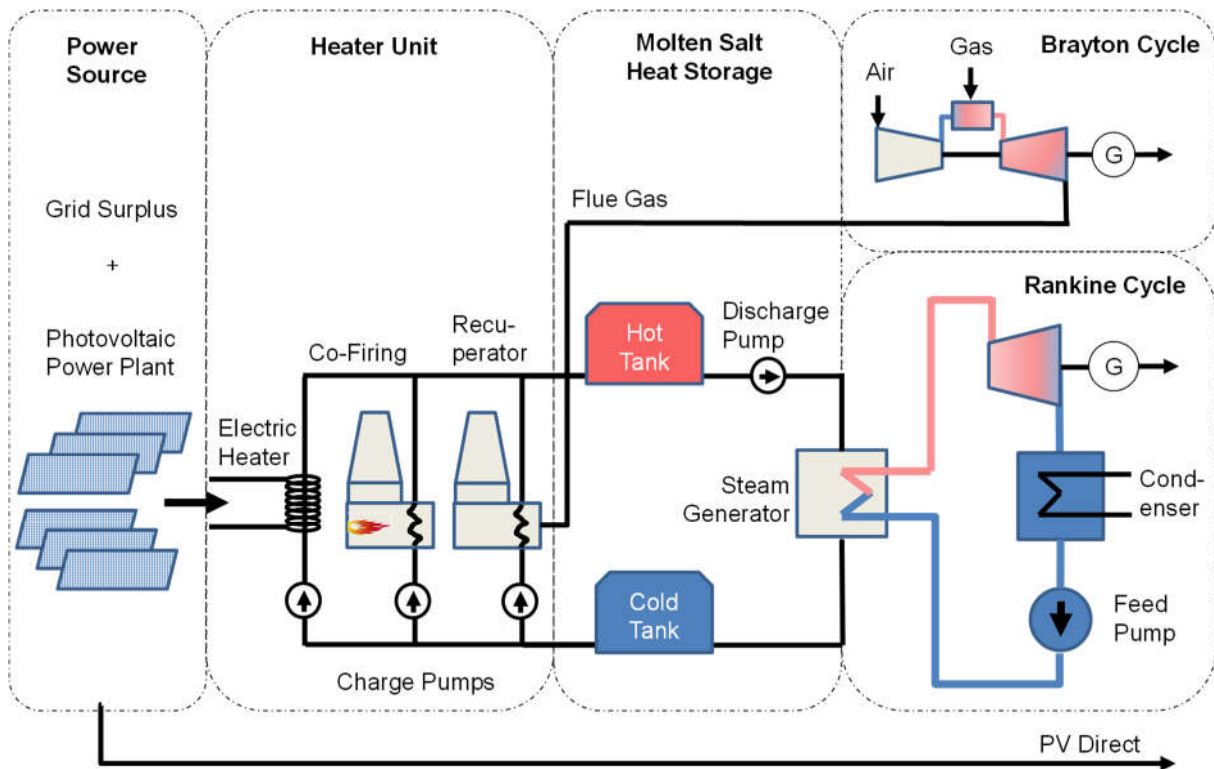 Power
Source
Heater Unit
Molten Salt
Heat Storage
Brayton Cycle
Gas
Air
G
Grid Surplus
+
Photovoltaic
Power Plant
Flue Gas
Rankine Cycle
Co-Firing
Recu-
perator
Hot
Tank
Discharge
Pump
G
Electric
Heater
Steam
Generator
Cond-
enser
Cold
Tank
Feed
Pump
Charge Pumps
PV Direct